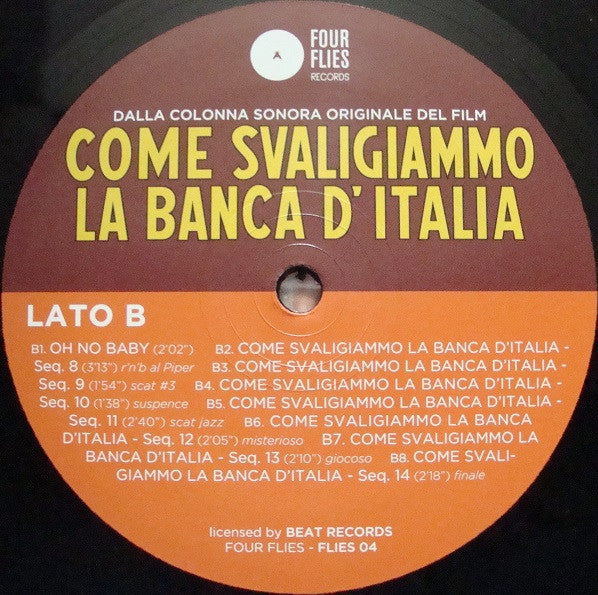 FOUR
FLIES
RECORDS
DALLA COLONNA SONORA ORIGINALE DEL FILM
COME SVALIGIAMMO
LA BANCA D'ITALIA
LATO B
B1. OH NO BABY (2'02") B2. COME SVALIGIAMMO LA BANCA D'ITALIA -
Seq. 8 (3'13") r'n'b al Piper B3. COME SVALIGIAMMO LA BANCA D'ITALIA -
Seq. 9 (1'54") scat #3 B4. COME SVALIGIAMMO LA BANCA D'ITALIA -
Seq. 10 (1'38") suspence B5. COME SVALIGIAMMO LA BANCA D'ITALIA -
Seq. 11 (2'40") scat jazz B6. COME SVALIGIAMMO LA BANCA
D'ITALIA - Seq. 12 (2'05") misterioso B7. COME SVALIGIAMMO LA
BANCA D'ITALIA - Seq. 13 (2'10") giocoso B8. COME SVALI-
GIAMMO LA BANCA D'ITALIA - Seq. 14 (2'18") finale
licensed by BEAT RECORDS
FOUR FLIES - FLIES 04